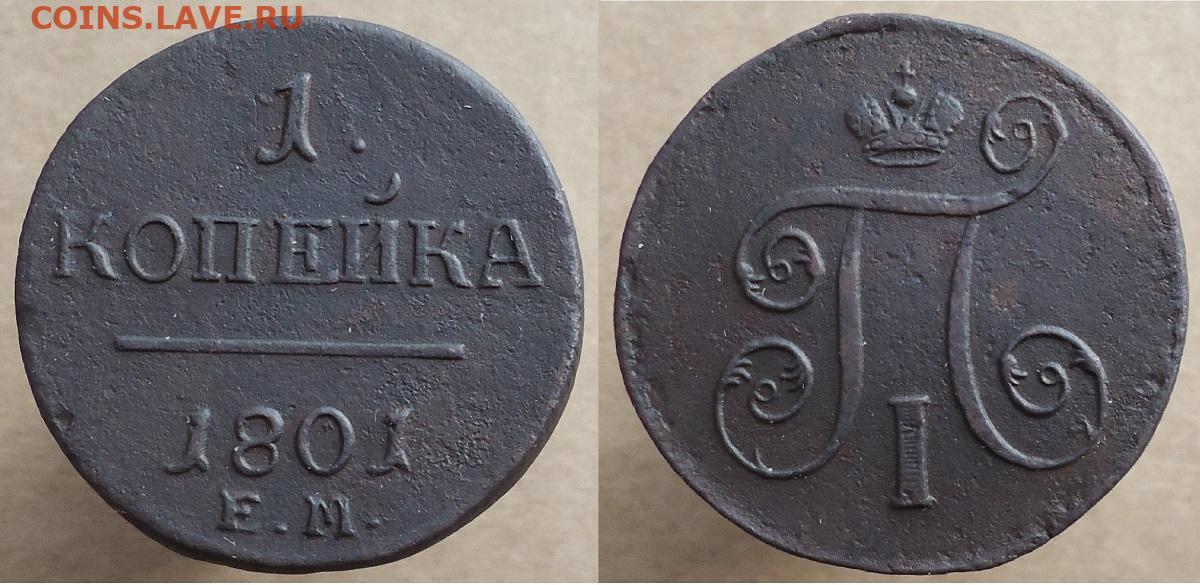 COINS.LAVE.RU
1.
КОПЕЙКА
1801
Е.М.
П
I